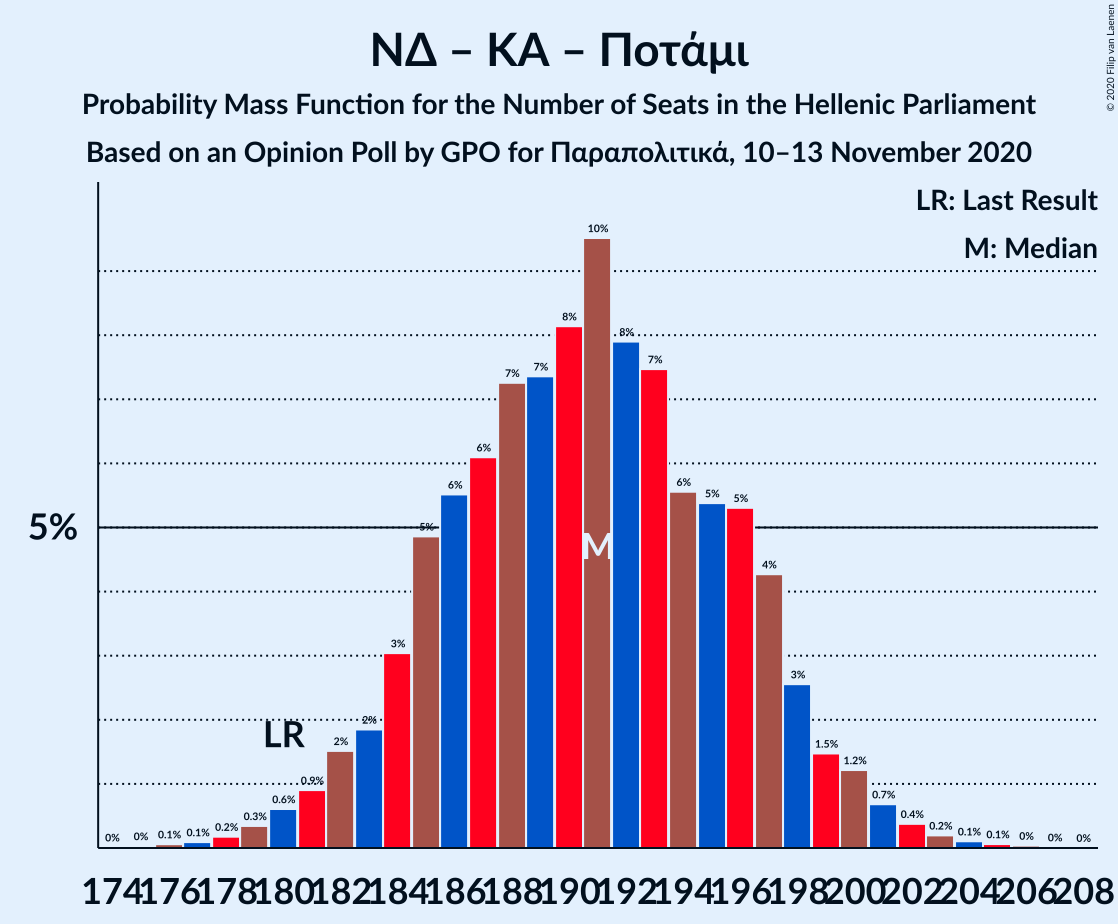 ΝΔ – ΚΑ – Ποτάμι
Probability Mass Function for the Number of Seats in the Hellenic Parliament
Based on an Opinion Poll by GPO for Παραπολιτικά, 10–13 November 2020
© 2020 Filip van Laenen
LR: Last Result
M: Median
5%
0% 0% 0.1% 0.1% 0.2% 0.3% 0.6% 0.9% 2% 2% 3% 5% 6% 6% 7% 7% 8% 10% 8% 7% 6% 5% 5% 4% 3% 1.5% 1.2% 0.7% 0.4% 0.2% 0.1% 0.1% 0% 0% 0%
LR
M
174 176 178 180 182 184 186 188 190 192 194 196 198 200 202 204 206 208